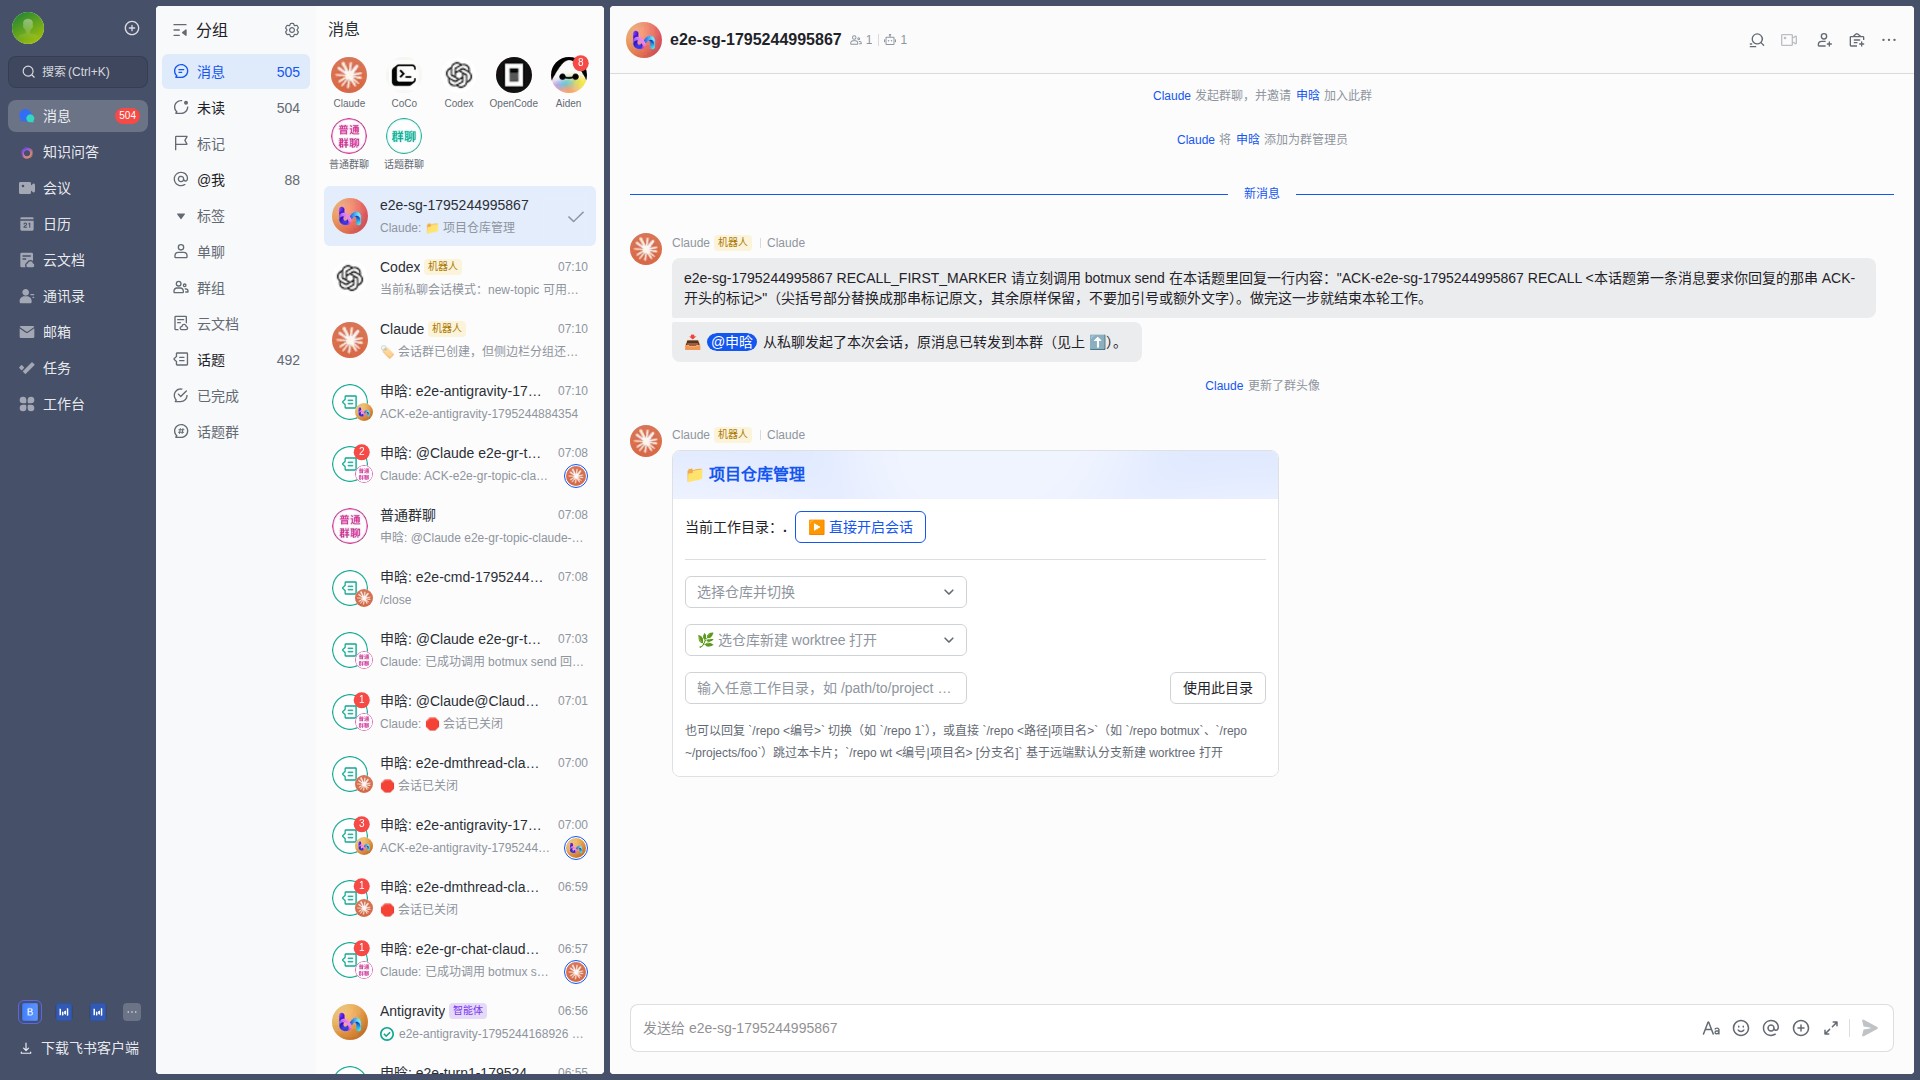 搜索 (Ctrl+K)
消息 504
知识问答
会议
日历
云文档
通讯录
邮箱
任务
工作台
下载飞书客户端
分组
消息 505
未读 504
标记
@我 88
标签
单聊
群组
云文档
话题 492
已完成
话题群
消息
8
Claude CoCo Codex OpenCode Aiden
普通群聊 群聊
普通群聊 话题群聊
e2e-sg-1795244995867
Claude: 📁 项目仓库管理
Codex 机器人 07:10
当前私聊会话模式：new-topic 可用…
Claude 机器人 07:10
🏷️ 会话群已创建，但侧边栏分组还…
申晗: e2e-antigravity-17… 07:10
ACK-e2e-antigravity-1795244884354
2 申晗: @Claude e2e-gr-t… 07:08
Claude: ACK-e2e-gr-topic-cla…
普通群聊 普通群聊 07:08
申晗: @Claude e2e-gr-topic-claude-…
申晗: e2e-cmd-1795244… 07:08
/close
申晗: @Claude e2e-gr-t… 07:03
Claude: 已成功调用 botmux send 回…
1 申晗: @Claude@Claud… 07:01
Claude: 🛑 会话已关闭
申晗: e2e-dmthread-cla… 07:00
🛑 会话已关闭
3 申晗: e2e-antigravity-17… 07:00
ACK-e2e-antigravity-1795244…
1 申晗: e2e-dmthread-cla… 06:59
🛑 会话已关闭
1 申晗: e2e-gr-chat-claud… 06:57
Claude: 已成功调用 botmux s…
Antigravity 智能体 06:56
e2e-antigravity-1795244168926 …
申晗: e2e-turn1-179524… 06:55
e2e-sg-1795244995867 1 1
Claude 发起群聊，并邀请 申晗 加入此群
Claude 将 申晗 添加为群管理员
新消息
Claude 机器人 Claude
e2e-sg-1795244995867 RECALL_FIRST_MARKER 请立刻调用 botmux send 在本话题里回复一行内容："ACK-e2e-sg-1795244995867 RECALL <本话题第一条消息要求你回复的那串 ACK-
开头的标记>"（尖括号部分替换成那串标记原文，其余原样保留，不要加引号或额外文字）。做完这一步就结束本轮工作。
📥 @申晗 从私聊发起了本次会话，原消息已转发到本群（见上 ⬆️）。
Claude 更新了群头像
Claude 机器人 Claude
📁 项目仓库管理
当前工作目录：. ▶️ 直接开启会话
选择仓库并切换
🌿 选仓库新建 worktree 打开
输入任意工作目录，如 /path/to/project … 使用此目录
也可以回复 `/repo <编号>` 切换（如 `/repo 1`），或直接 `/repo <路径|项目名>`（如 `/repo botmux`、`/repo
~/projects/foo`）跳过本卡片；`/repo wt <编号|项目名> [分支名]` 基于远端默认分支新建 worktree 打开
发送给 e2e-sg-1795244995867